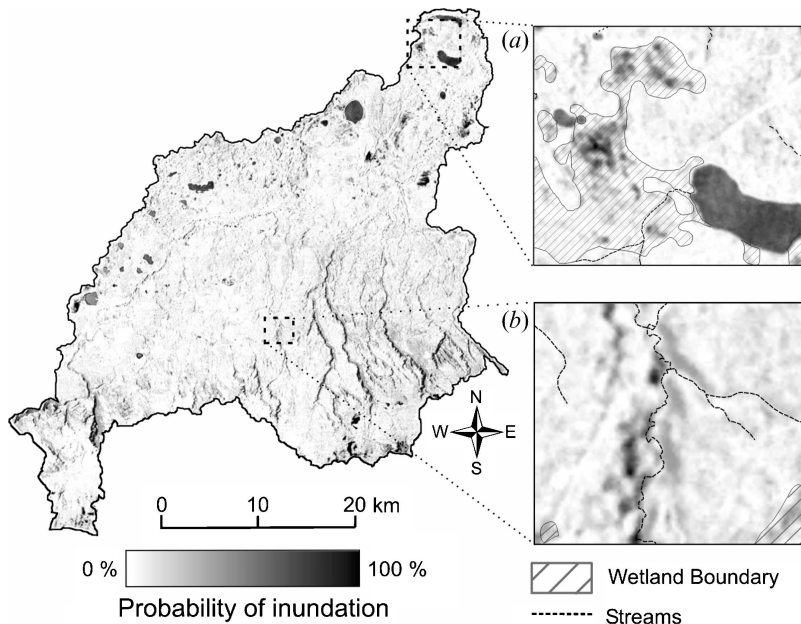 (a)
(b)
N
W E
S
0 10 20 km
0 % 100 %
Probability of inundation
Wetland Boundary
Streams